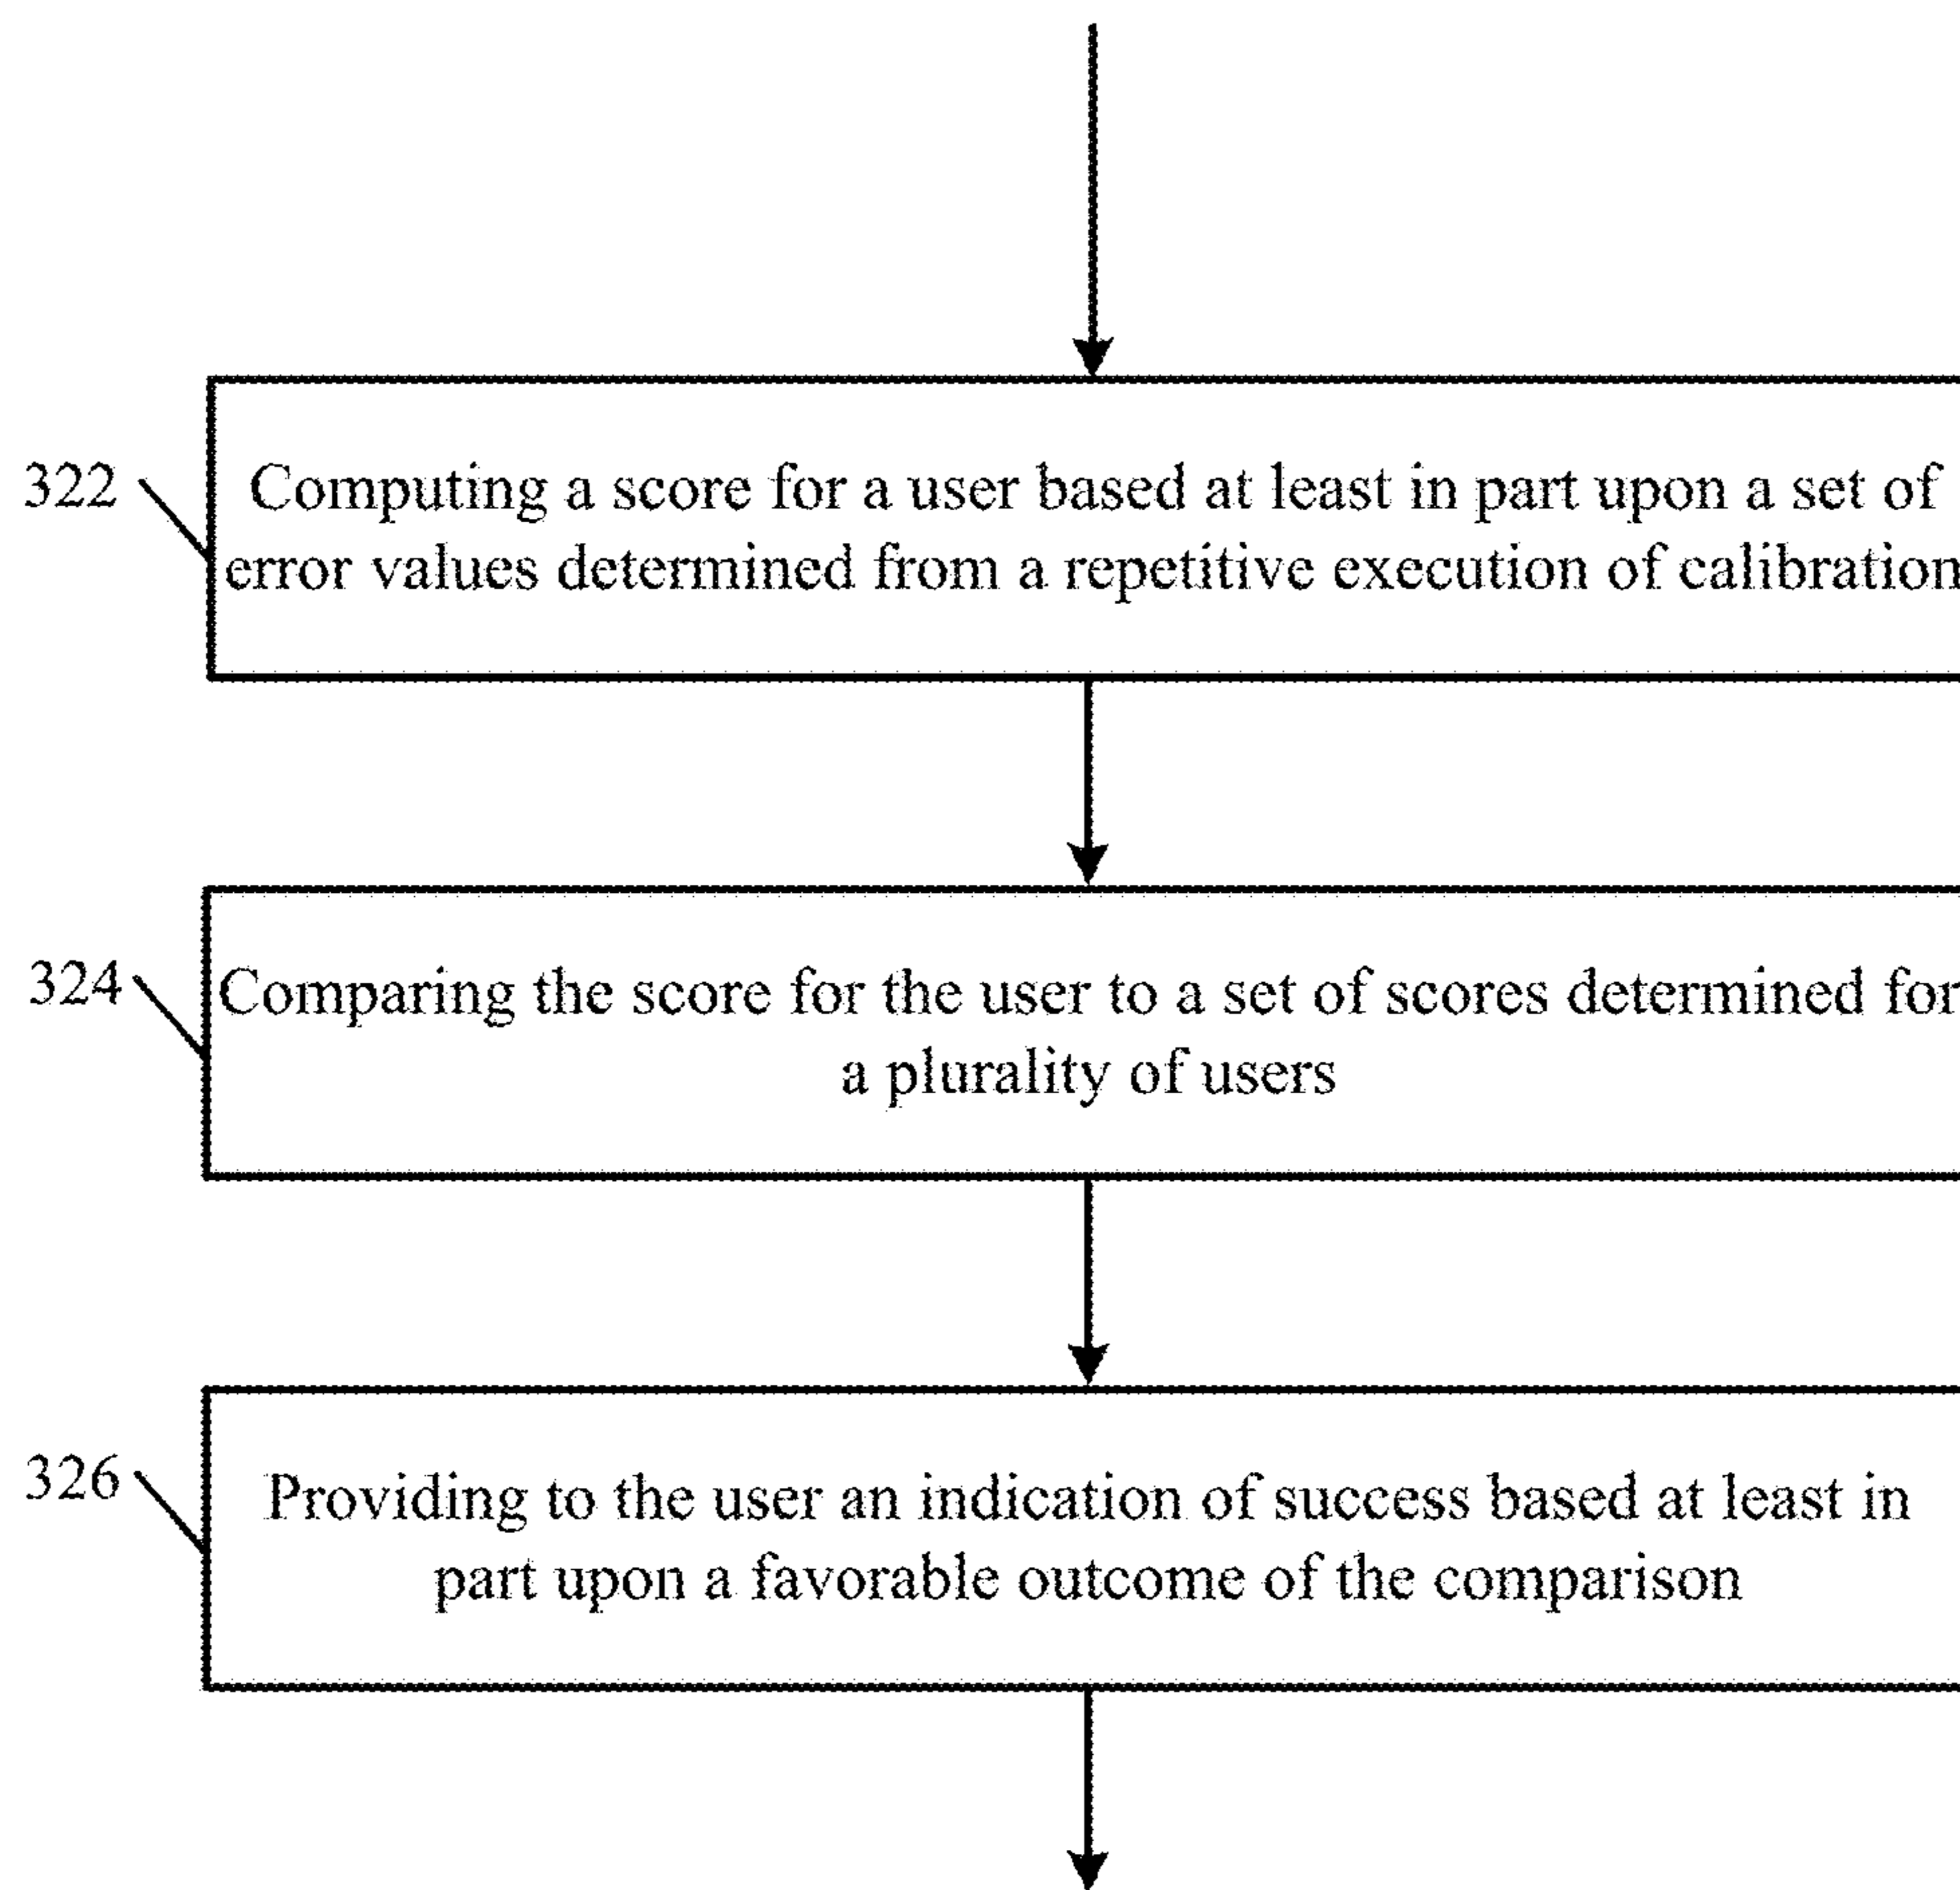 322
Computing a score for a user based at least in part upon a set of
error values determined from a repetitive execution of calibration
324
Comparing the score for the user to a set of scores determined for
a plurality of users
326
Providing to the user an indication of success based at least in
part upon a favorable outcome of the comparison